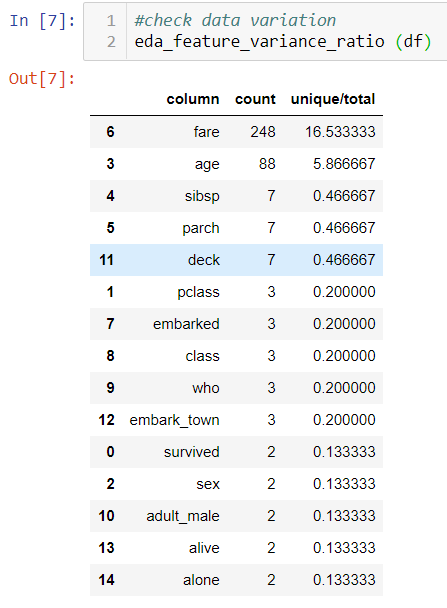 In [7]: 1 #check data variation
2 eda_feature_variance_ratio (df)
Out[7]:
column count unique/total
6 fare 248 16.533333
3 age 88 5.866667
4 sibsp 7 0.466667
5 parch 7 0.466667
11 deck 7 0.466667
1 pclass 3 0.200000
7 embarked 3 0.200000
8 class 3 0.200000
9 who 3 0.200000
12 embark_town 3 0.200000
0 survived 2 0.133333
2 sex 2 0.133333
10 adult_male 2 0.133333
13 alive 2 0.133333
14 alone 2 0.133333